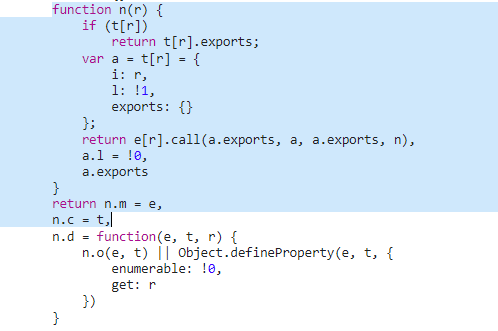 function n(r) {
if (t[r])
return t[r].exports;
var a = t[r] = {
i: r,
l: !1,
exports: {}
};
return e[r].call(a.exports, a, a.exports, n),
a.l = !0,
a.exports
}
return n.m = e,
n.c = t,
n.d = function(e, t, r) {
n.o(e, t) || Object.defineProperty(e, t, {
enumerable: !0,
get: r
})
}